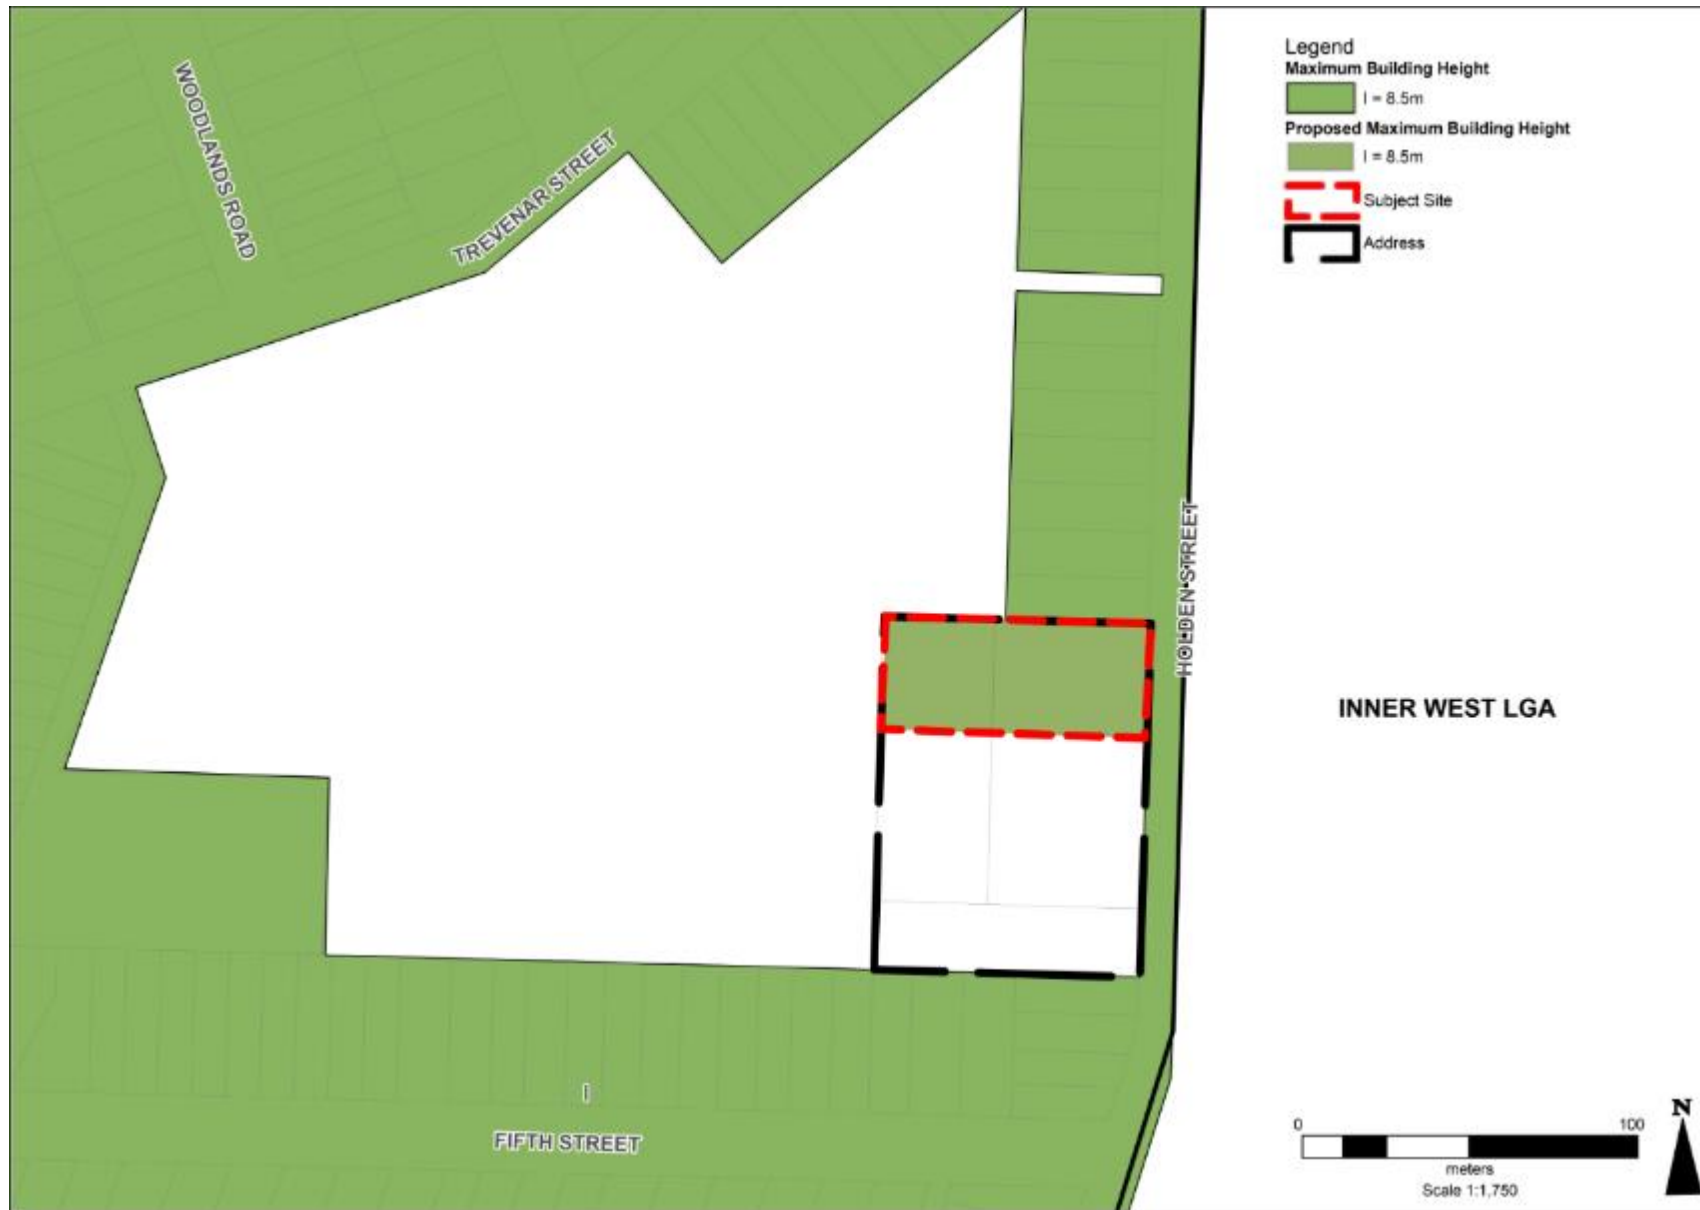 Legend
Maximum Building Height
I = 8.5m
Proposed Maximum Building Height
I = 8.5m
Subject Site
Address
WOODLANDS ROAD
TREVENAR STREET
HOLDEN STREET
INNER WEST LGA
I
FIFTH STREET
N
0 100
meters
Scale 1:1,750